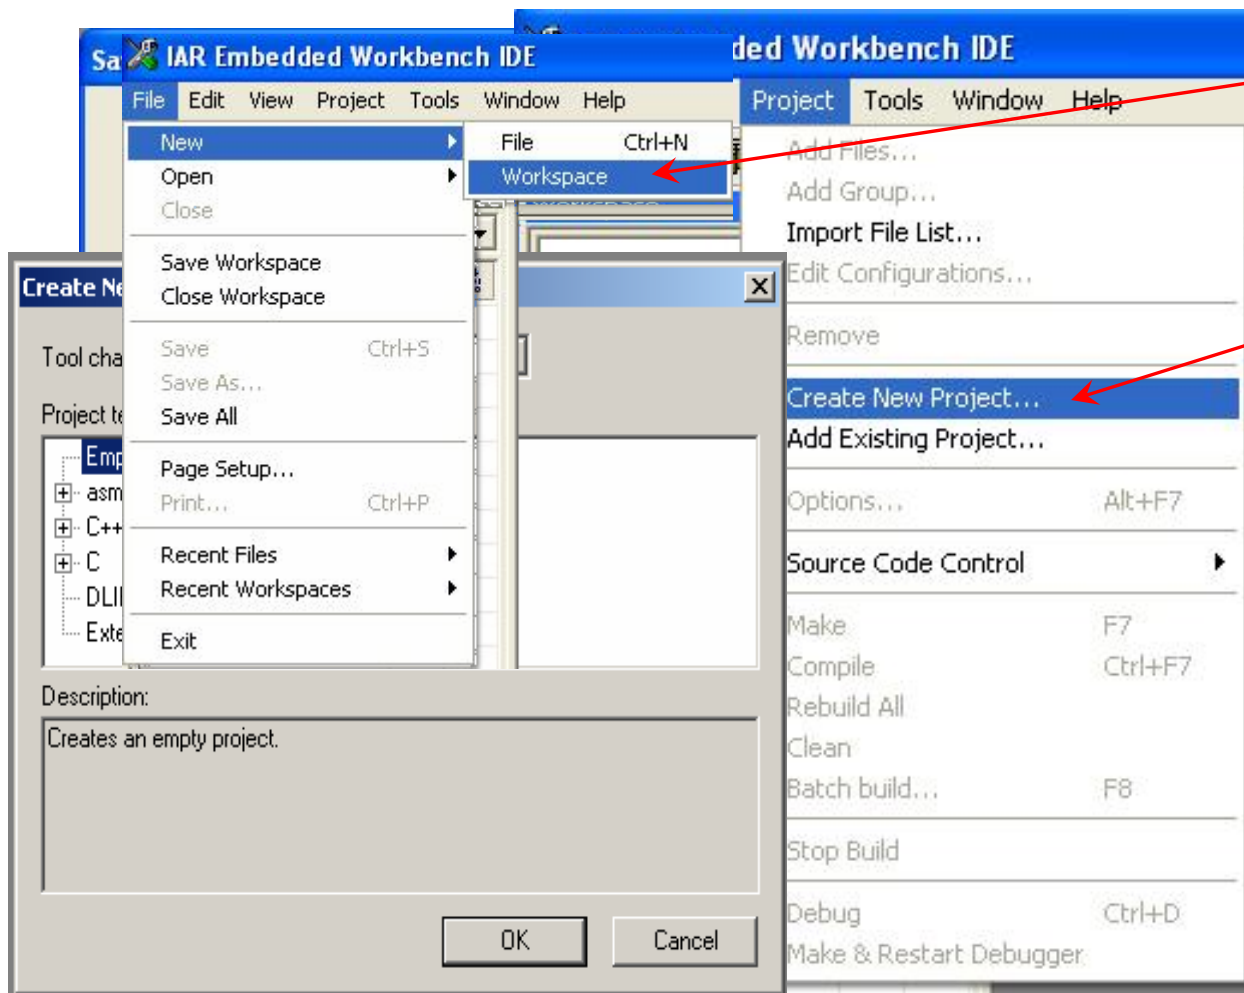 Sa
IAR Embedded Workbench IDE
File Edit View Project Tools Window Help
New
File Ctrl+N
Open
Workspace
Close
Save Workspace
Close Workspace
Save Ctrl+S
Save As...
Save All
Page Setup...
Print... Ctrl+P
Recent Files
Recent Workspaces
Exit
ded Workbench IDE
Project Tools Window Help
Add Files...
Add Group...
Import File List...
Edit Configurations...
Remove
Create New Project...
Add Existing Project...
Options... Alt+F7
Source Code Control
Make F7
Compile Ctrl+F7
Rebuild All
Clean
Batch build... F8
Stop Build
Debug Ctrl+D
Make & Restart Debugger
Create Ne
Tool cha
Project te
Emp
asm
C++
C
DLI
Exte
Description:
Creates an empty project.
OK Cancel